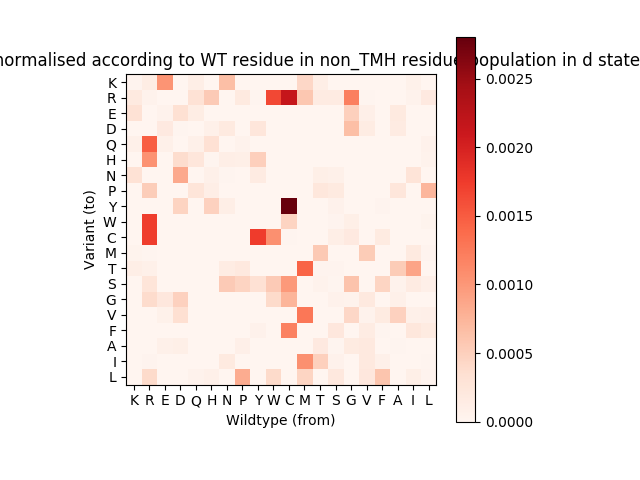 normalised according to WT residue in non_TMH residue population in d state
Variant (to)
K
R
E
D
Q
H
N
P
Y
W
C
M
T
S
G
V
F
A
I
L
K R E D Q H N P Y W C M T S G V F A I L
Wildtype (from)
0.0025
0.0020
0.0015
0.0010
0.0005
0.0000